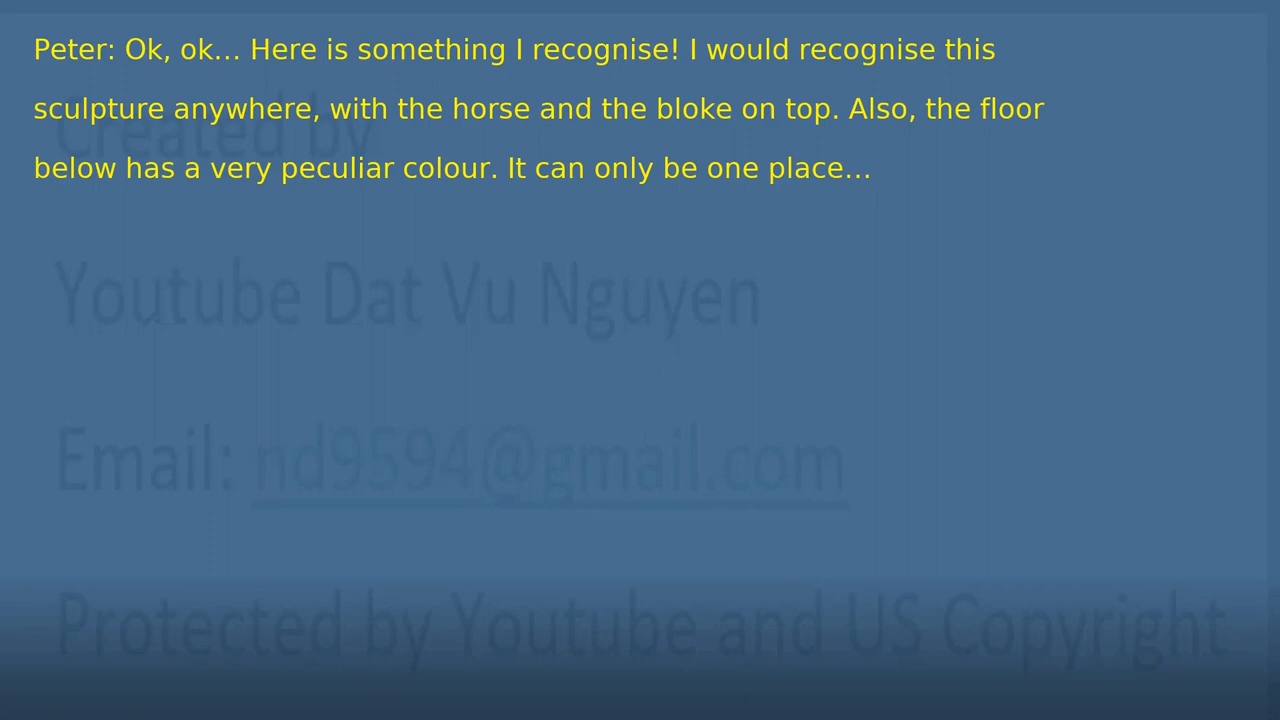 Peter: Ok, ok... Here is something I recognise! I would recognise this
sculpture anywhere, with the horse and the bloke on top. Also, the floor
below has a very peculiar colour. It can only be one place...
Created by
Youtube Dat Vu Nguyen
Email: nd9594@gmail.com
Protected by Youtube and US Copyright